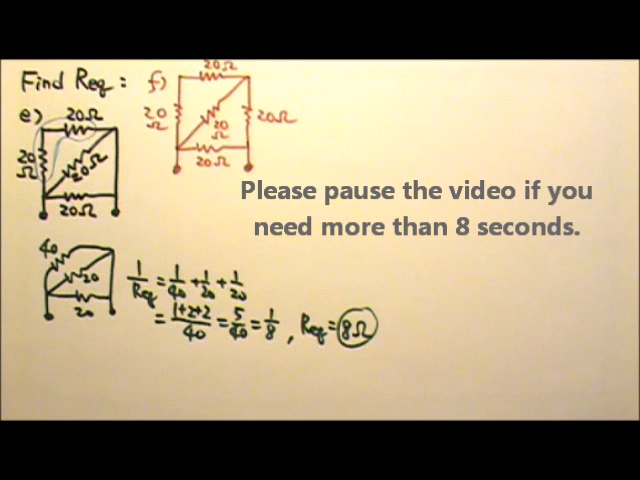 Find Req : f)
20Ω
20
Ω
20
Ω
20Ω
20Ω
e) 20Ω
20
Ω
20Ω
20Ω
Please pause the video if you
need more than 8 seconds.
40
20
20
1/Req = 1/40 + 1/20 + 1/20
= (1+2+2)/40 = 5/40 = 1/8 , Req = 8Ω